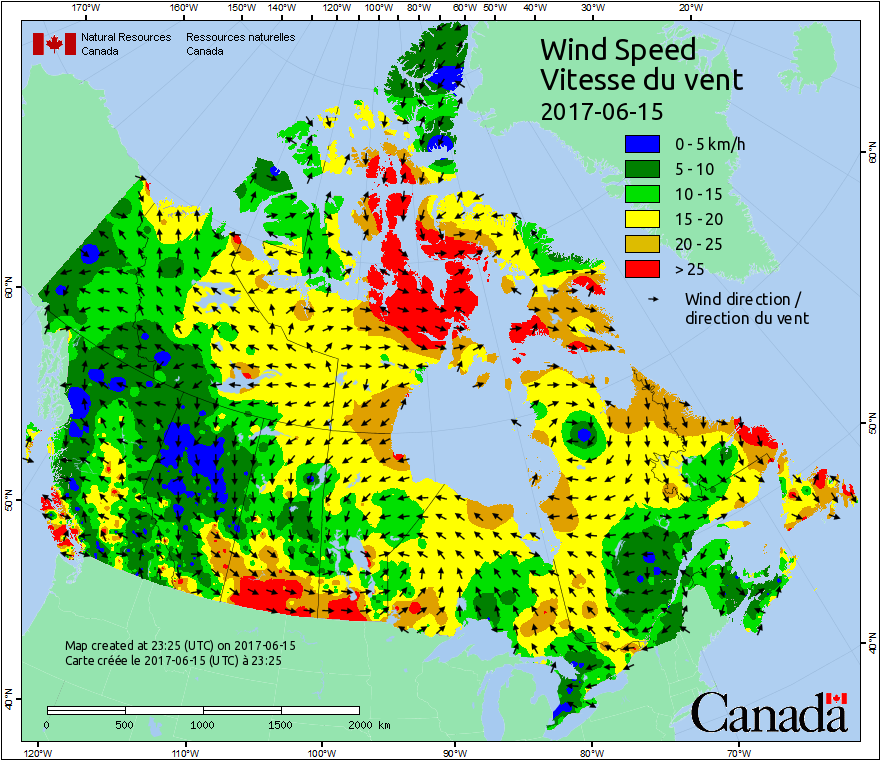 170°W 160°W 150°W 140°W 130°W 120°W 110°W 100°W 90°W 80°W 70°W 60°W 50°W 40°W 30°W 20°W
Natural Resources Canada
Ressources naturelles Canada
Wind Speed
Vitesse du vent
2017-06-15
0 - 5 km/h
5 - 10
10 - 15
15 - 20
20 - 25
> 25
Wind direction /
direction du vent
60°N
60°N
50°N
50°N
40°N
40°N
Map created at 23:25 (UTC) on 2017-06-15
Carte créée le 2017-06-15 (UTC) à 23:25
0 500 1000 1500 2000 km
Canada
120°W 110°W 100°W 90°W 80°W 70°W